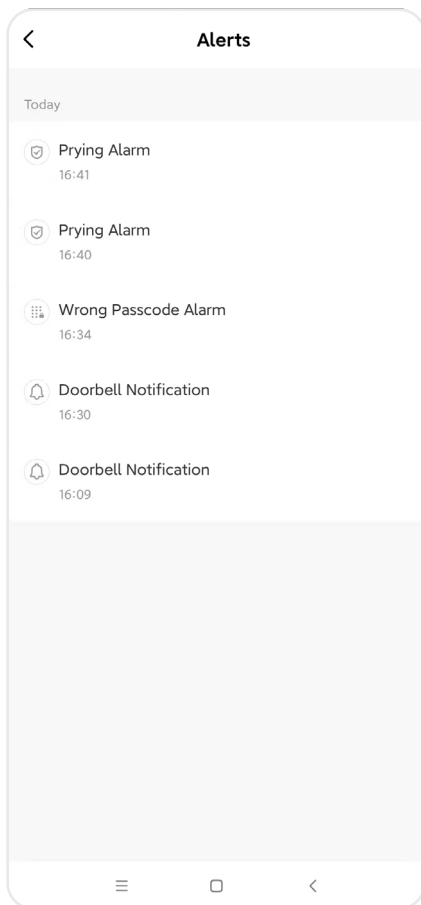 Alerts
Today
Prying Alarm
16:41
Prying Alarm
16:40
Wrong Passcode Alarm
16:34
Doorbell Notification
16:30
Doorbell Notification
16:09